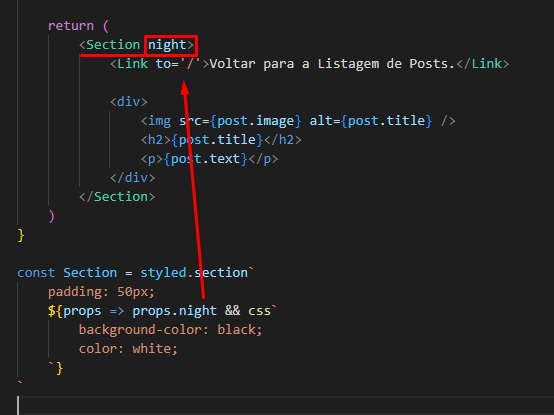 return (
<Section night>
<Link to='/'>Voltar para a Listagem de Posts.</Link>
<div>
<img src={post.image} alt={post.title} />
<h2>{post.title}</h2>
<p>{post.text}</p>
</div>
</Section>
)
}
const Section = styled.section`
padding: 50px;
${props => props.night && css`
background-color: black;
color: white;
`}
`